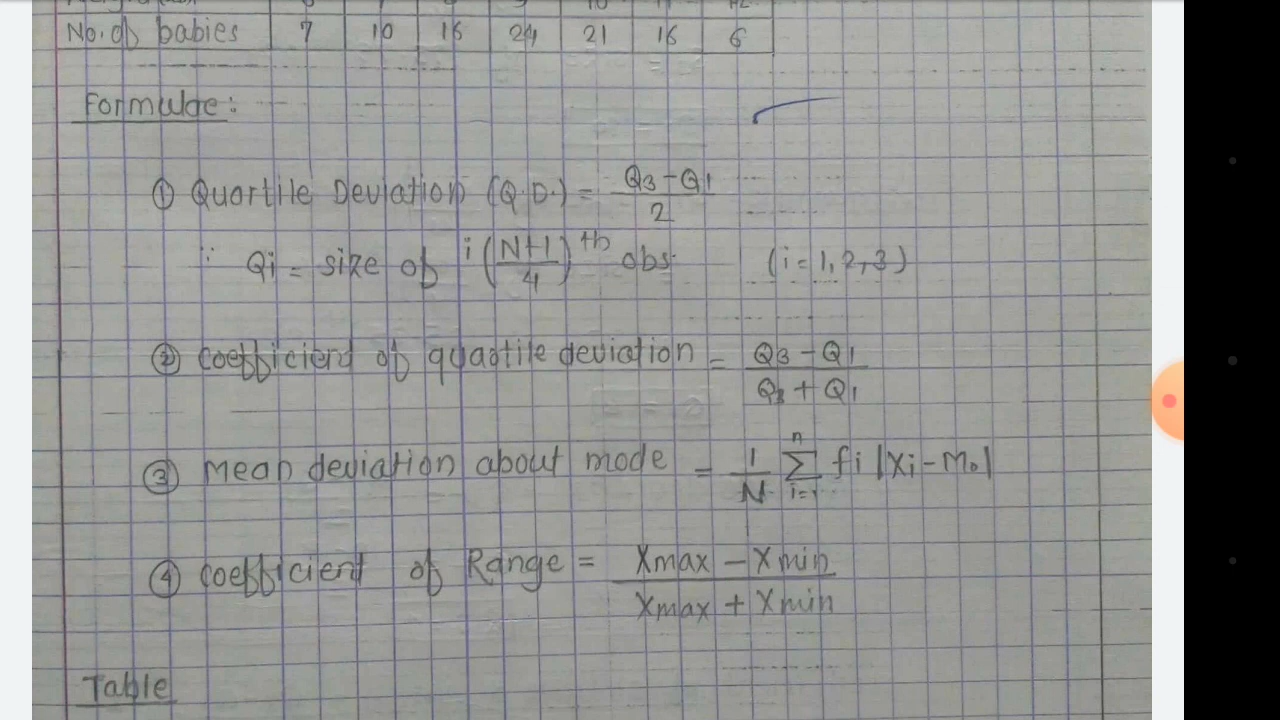 No. of babies 7 10 16 24 21 16 6
Formulae:
① Quartile Deviation (Q.D.) = Q3 - Q1 / 2
∵ Qi = size of i (N+1 / 4)th obs. (i = 1, 2, 3)
② coefficient of quartile deviation = Q3 - Q1 / Q3 + Q1
③ Mean deviation about mode = 1/N n Σ i=1 fi |Xi - Mo|
④ coefficient of Range = Xmax - Xmin / Xmax + Xmin
Table